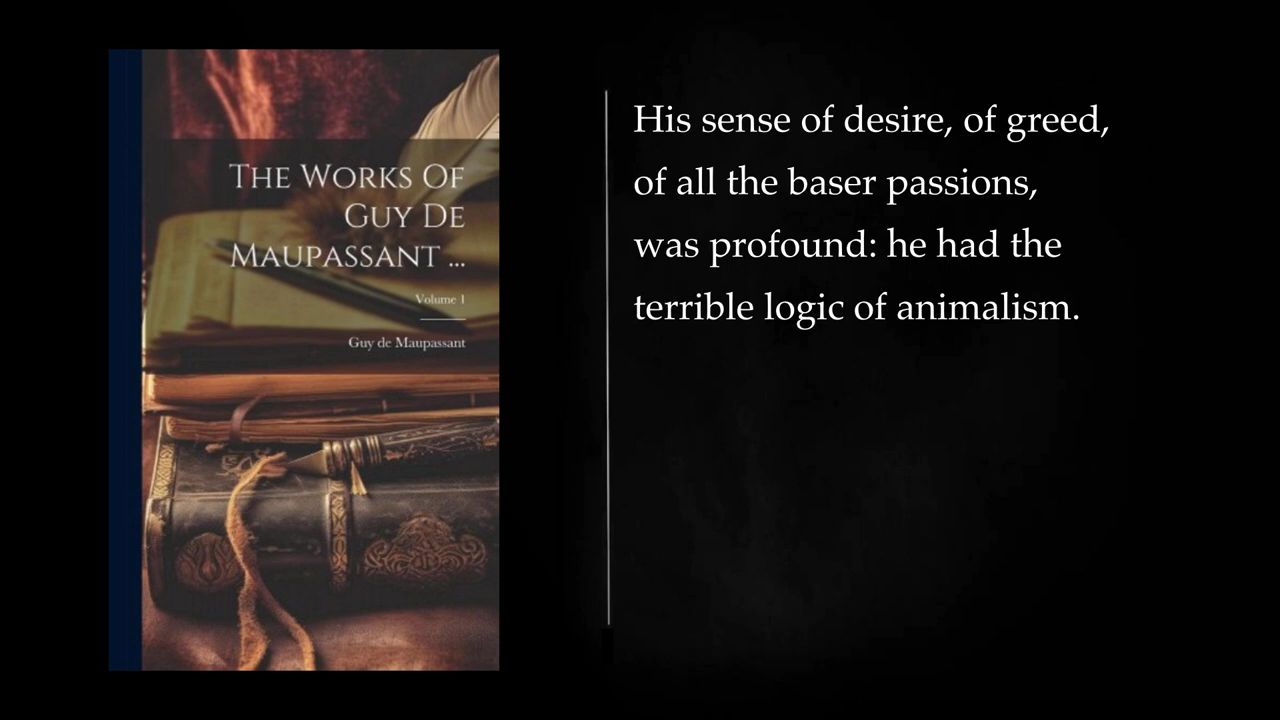 The Works Of
Guy De
Maupassant ...
Volume 1
Guy de Maupassant
His sense of desire, of greed,
of all the baser passions,
was profound: he had the
terrible logic of animalism.